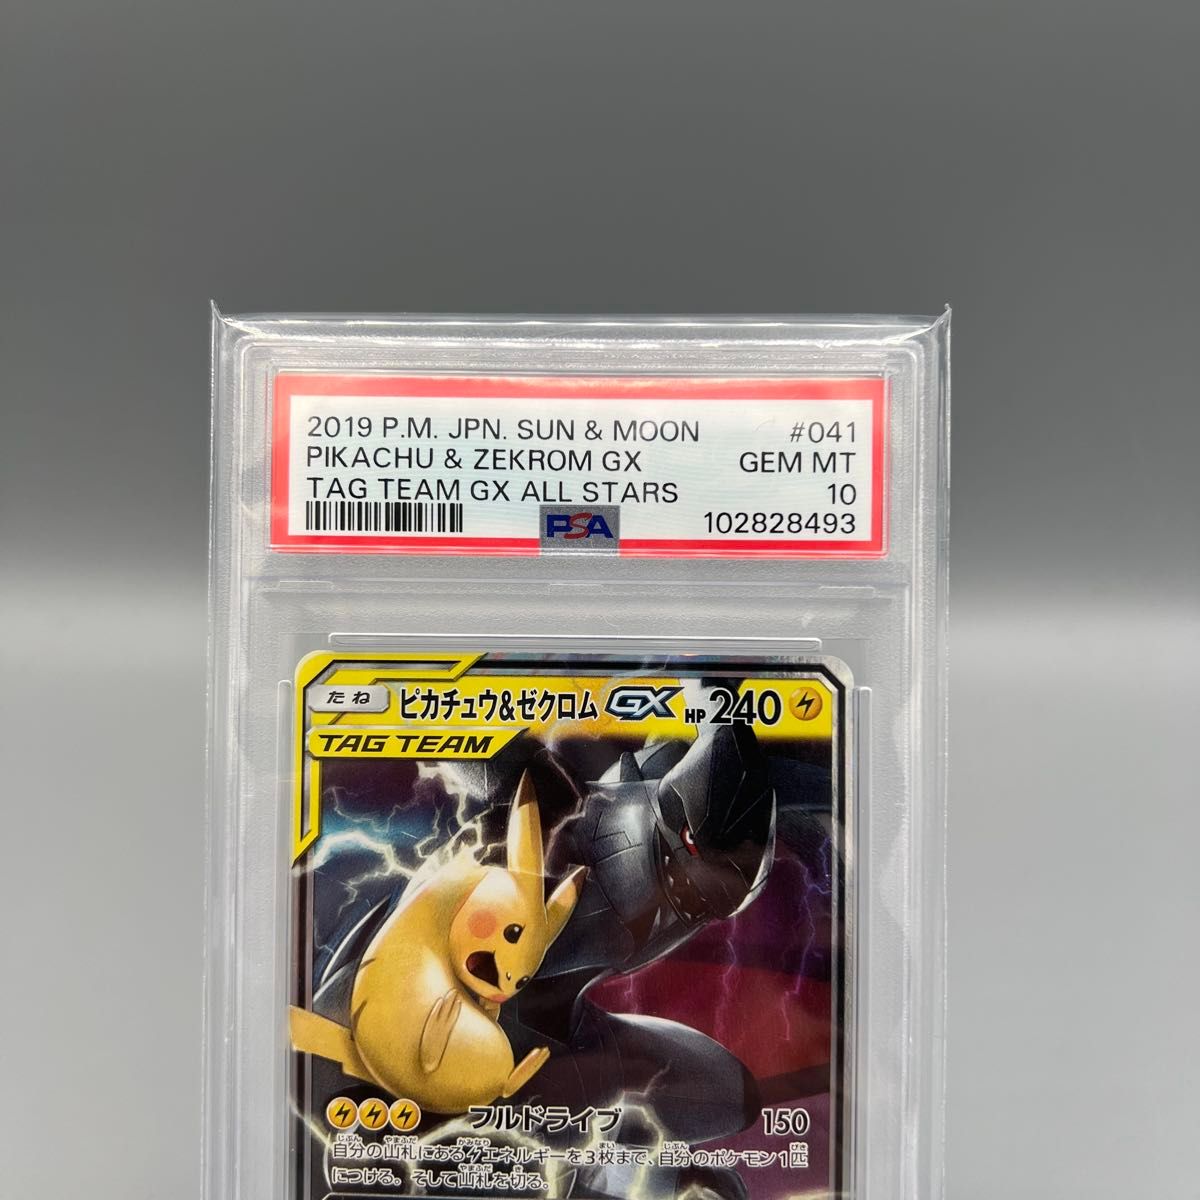 2019 P.M. JPN. SUN & MOON #041
PIKACHU & ZEKROM GX GEM MT
TAG TEAM GX ALL STARS 10
PSA 102828493
たね ピカチュウ&ゼクロム GX HP 240
TAG TEAM
フルドライブ 150
自分の山札にあるエネルギーを3枚まで、自分のポケモン1匹
につける。そして山札を切る。